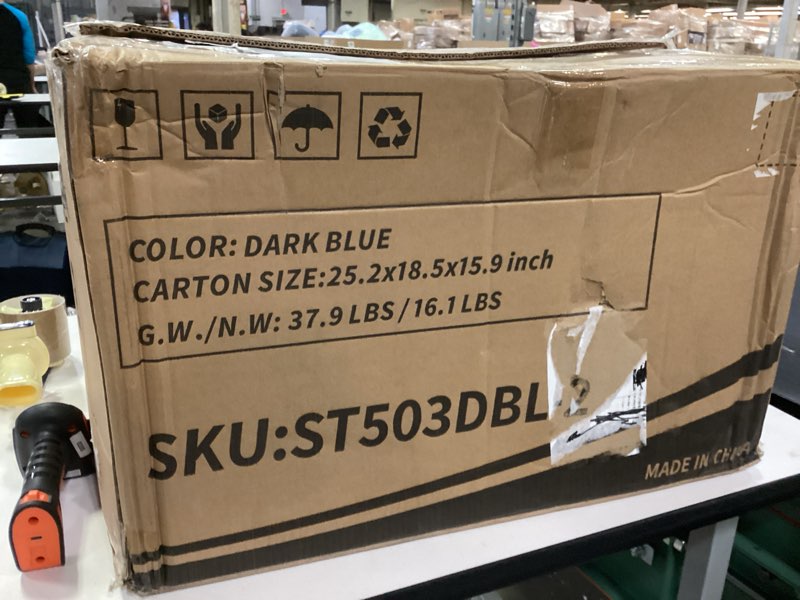 COLOR: DARK BLUE
CARTON SIZE:25.2x18.5x15.9 inch
G.W./N.W: 37.9 LBS / 16.1 LBS
SKU:ST503DBL
MADE IN CHINA